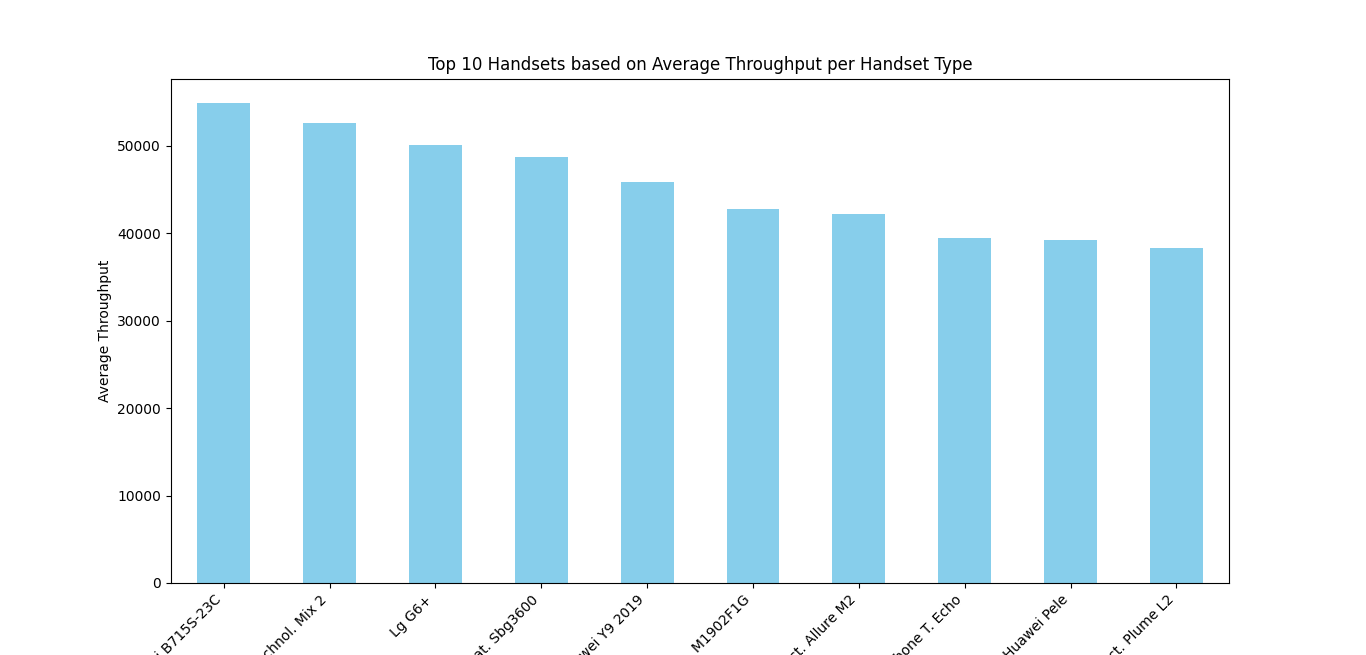 Top 10 Handsets based on Average Throughput per Handset Type
Average Throughput
50000
40000
30000
20000
10000
0
B715S-23C
Mix 2
Lg G6+
Sbg3600
Y9 2019
M1902F1G
Allure M2
T. Echo
Huawei Pele
Plume L2